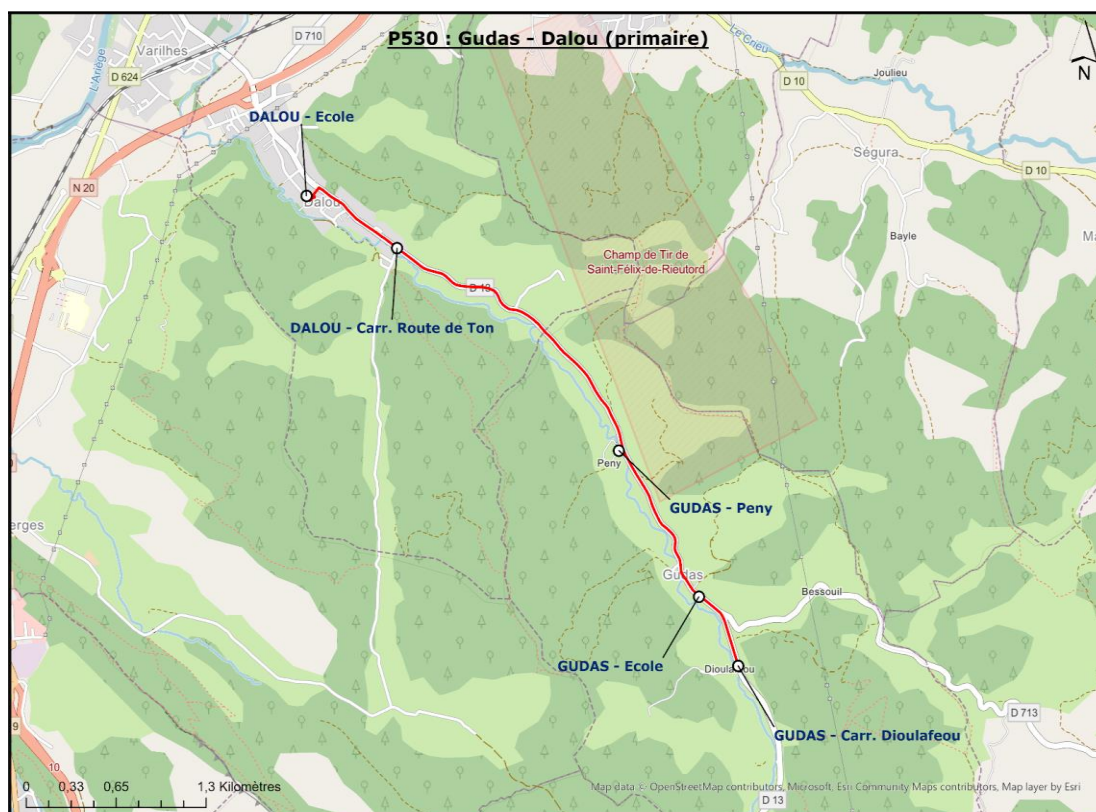 P530 : Gudas - Dalou (primaire)
Varilhes
D 710
Le Crieu
L'Ariège
D 624
D 10
Joulieu
N
DALOU - Ecole
Ségura
D 10
N 20
Dalou
Bayle
Champ de Tir de
Saint-Félix-de-Rieutord
D 13
DALOU - Carr. Route de Ton
Peny
GUDAS - Peny
erges
Gudas
Bessouil
GUDAS - Ecole
D 713
GUDAS - Carr. Dioulafeou
9
10
0 0,33 0,65 1,3 Kilomètres
Map data © OpenStreetMap contributors, Microsoft, Esri Community Maps contributors, Map layer by Esri
D 13